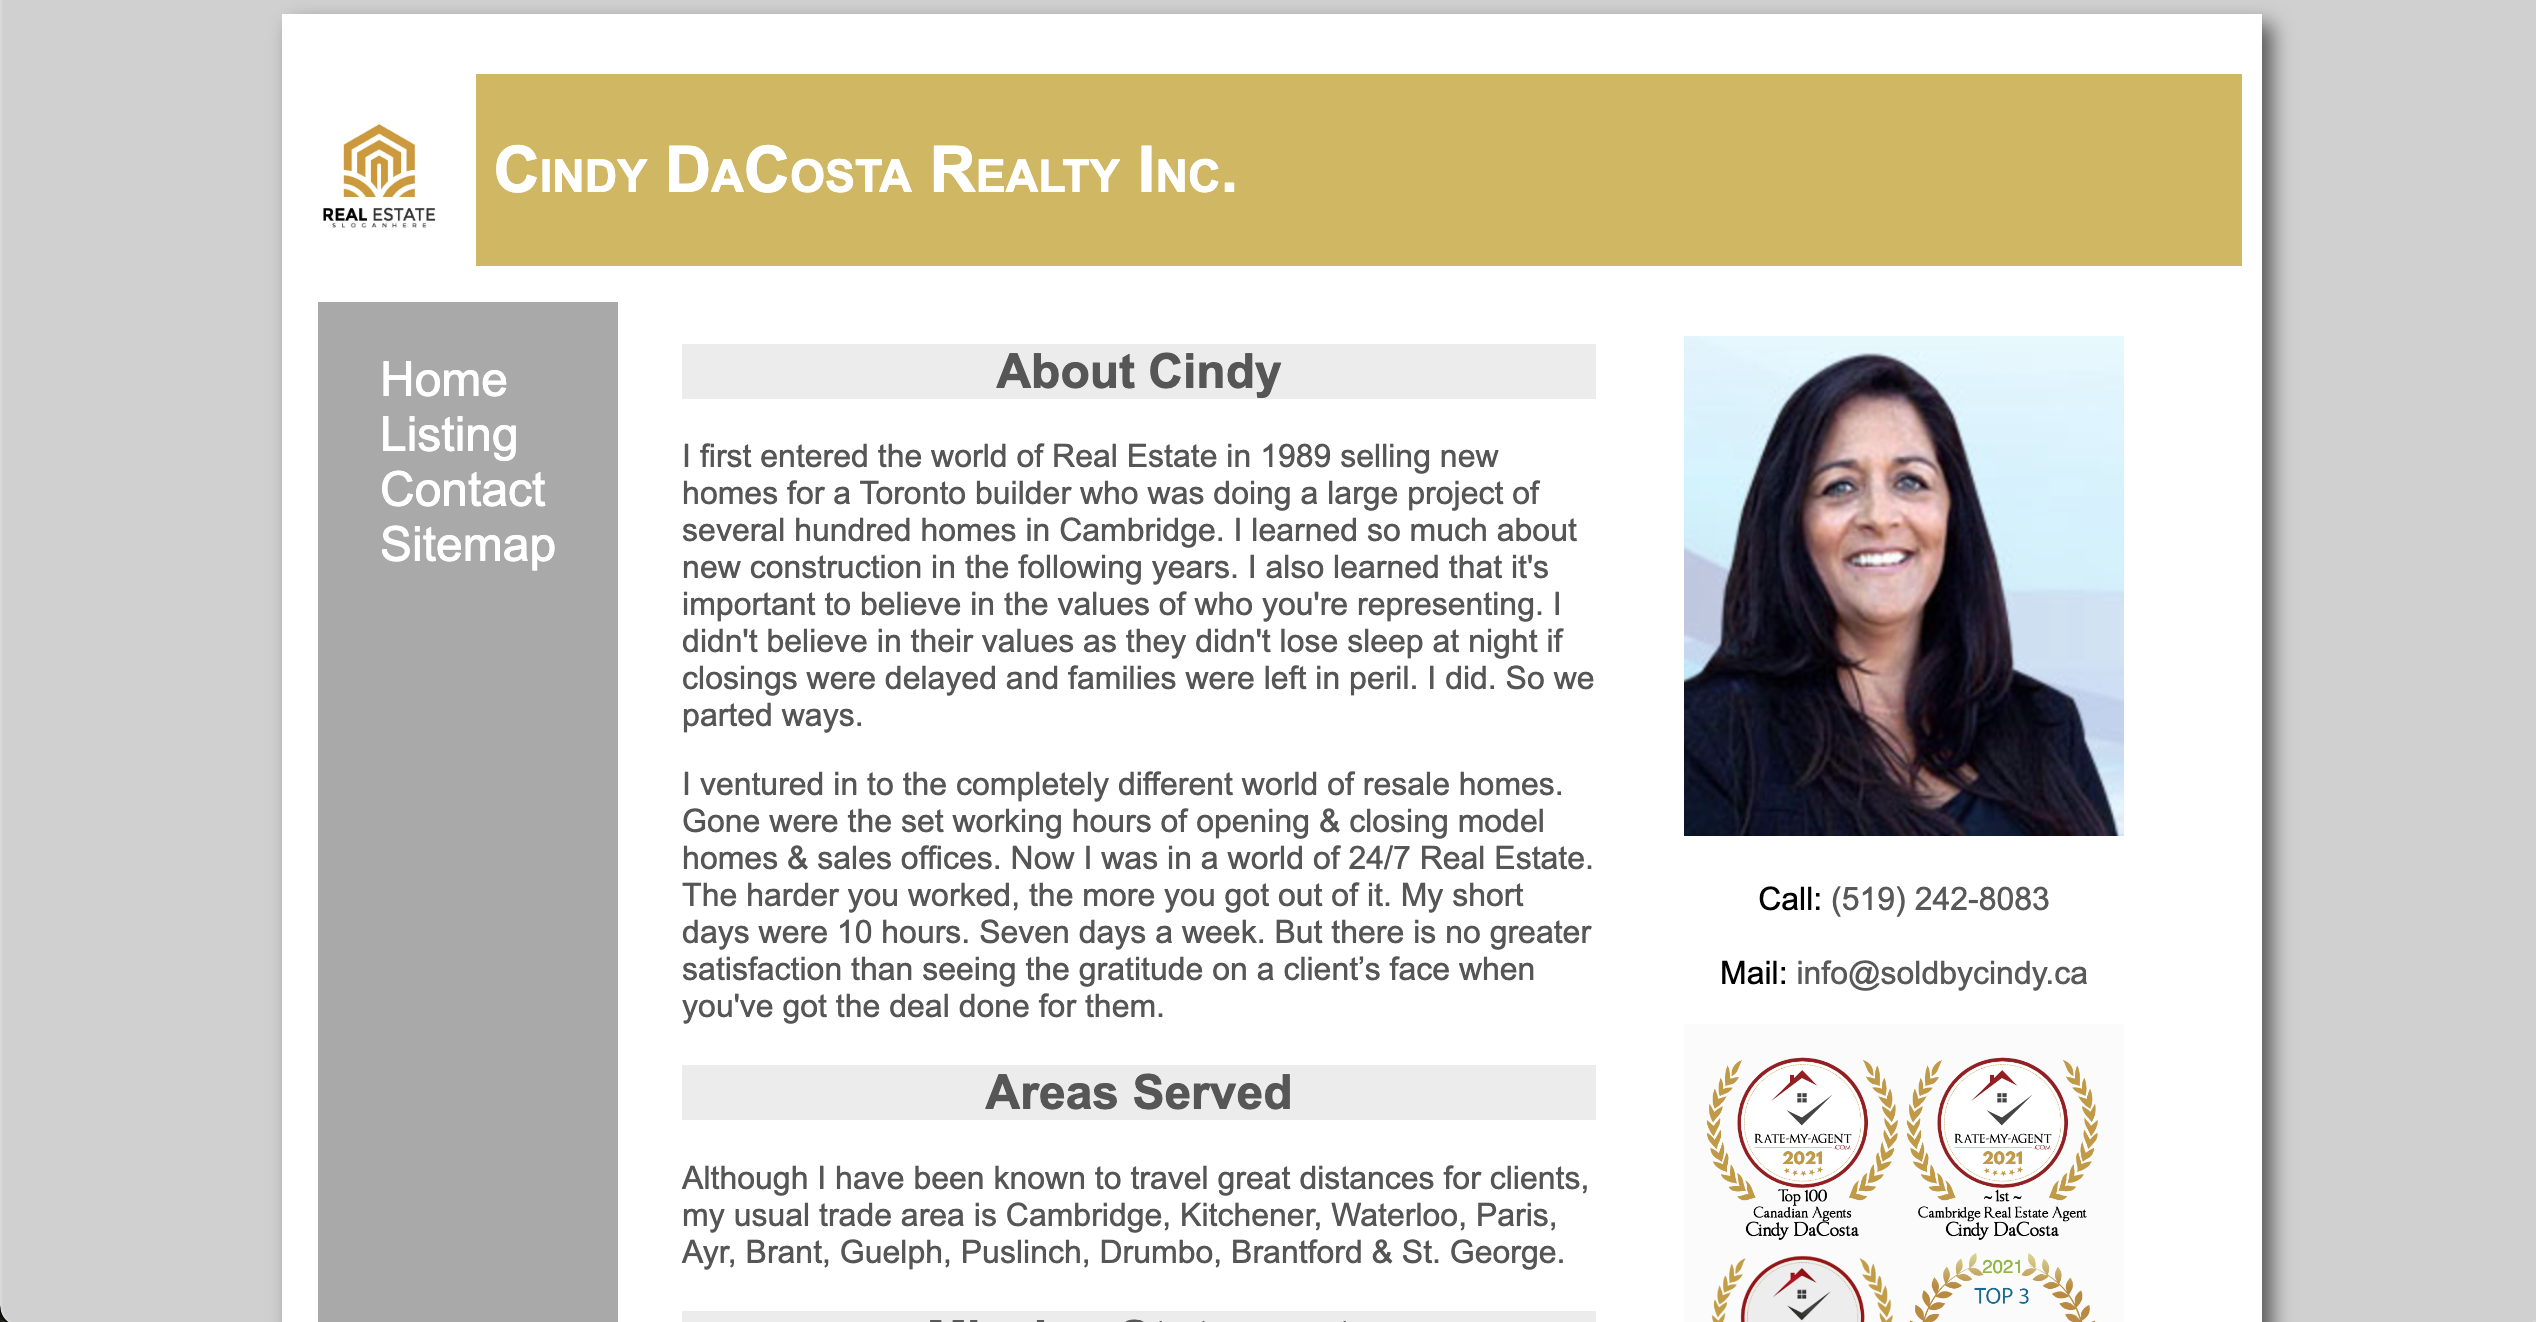 REAL ESTATE
SLOGANHERE
Cindy DaCosta Realty Inc.
Home
Listing
Contact
Sitemap
About Cindy
I first entered the world of Real Estate in 1989 selling new
homes for a Toronto builder who was doing a large project of
several hundred homes in Cambridge. I learned so much about
new construction in the following years. I also learned that it's
important to believe in the values of who you're representing. I
didn't believe in their values as they didn't lose sleep at night if
closings were delayed and families were left in peril. I did. So we
parted ways.
I ventured in to the completely different world of resale homes.
Gone were the set working hours of opening & closing model
homes & sales offices. Now I was in a world of 24/7 Real Estate.
The harder you worked, the more you got out of it. My short
days were 10 hours. Seven days a week. But there is no greater
satisfaction than seeing the gratitude on a client’s face when
you've got the deal done for them.
Areas Served
Although I have been known to travel great distances for clients,
my usual trade area is Cambridge, Kitchener, Waterloo, Paris,
Ayr, Brant, Guelph, Puslinch, Drumbo, Brantford & St. George.
Call: (519) 242-8083
Mail: info@soldbycindy.ca
RATE-MY-AGENT
.COM
2021
Top 100
Canadian Agents
Cindy DaCosta
RATE-MY-AGENT
.COM
2021
~ 1st ~
Cambridge Real Estate Agent
Cindy DaCosta
2021
TOP 3